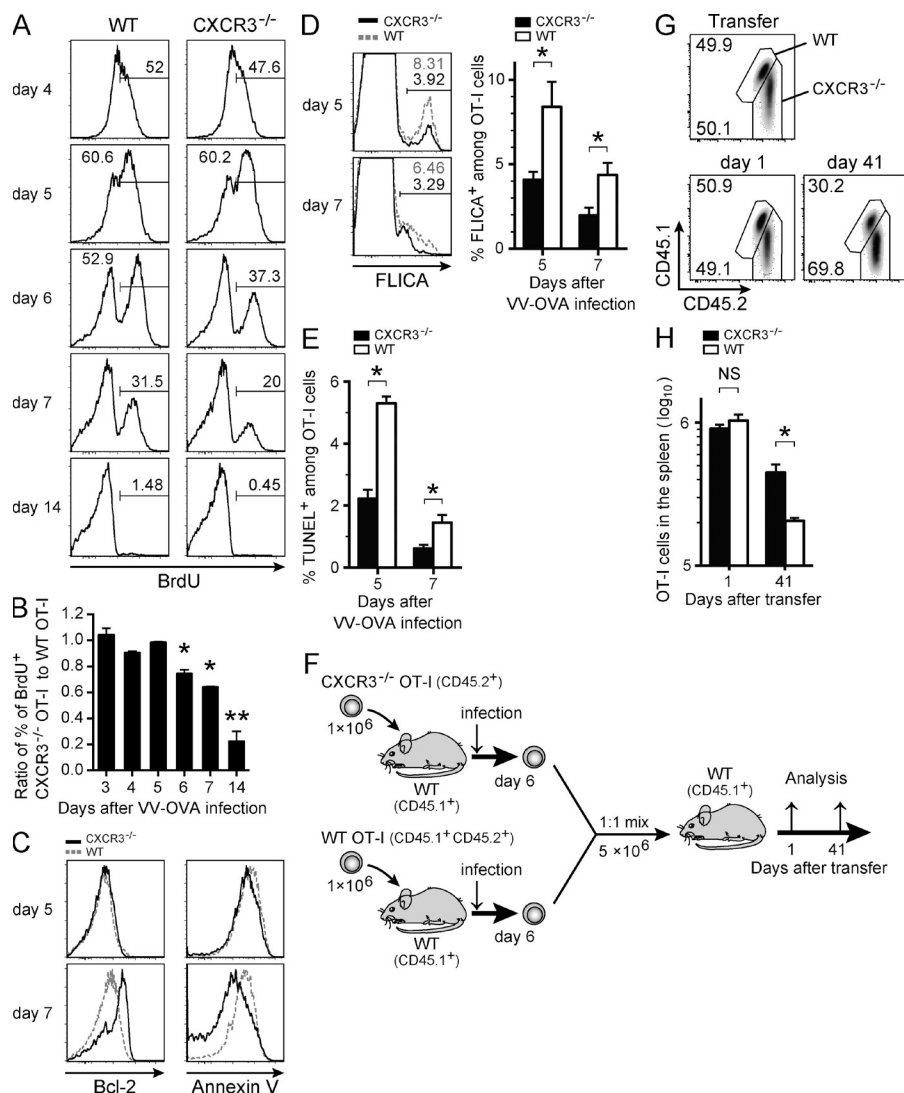 A
WT CXCR3-/-
day 4
52
47.6
day 5
60.6
60.2
day 6
52.9
37.3
day 7
31.5
20
day 14
1.48
0.45
BrdU
B
Ratio of % of BrdU+
CXCR3-/- OT-I to WT OT-I
1.2
1.0
0.8
0.6
0.4
0.2
0.0
* * **
3 4 5 6 7 14
Days after VV-OVA infection
C
CXCR3-/-
WT
day 5
day 7
Bcl-2 Annexin V
D
CXCR3-/-
WT
day 5
8.31
3.92
day 7
6.46
3.29
FLICA
CXCR3-/-
WT
% FLICA+ among OT-I cells
10
5
0
* *
5 7
Days after
VV-OVA infection
E
CXCR3-/-
WT
% TUNEL+ among OT-I cells
6
4
2
0
* *
5 7
Days after
VV-OVA infection
F
CXCR3-/- OT-I (CD45.2+)
1×10⁶
infection
day 6
WT
(CD45.1+)
WT OT-I (CD45.1+CD45.2+)
1×10⁶
infection
day 6
WT
(CD45.1+)
1:1 mix
5 ×10⁶
WT
(CD45.1+)
Analysis
1 41
Days after transfer
G
Transfer
49.9
50.1
WT
CXCR3-/-
day 1 day 41
50.9 30.2
49.1 69.8
CD45.1
CD45.2
H
CXCR3-/-
WT
OT-I cells in the spleen (log10)
6
5
NS *
1 41
Days after transfer